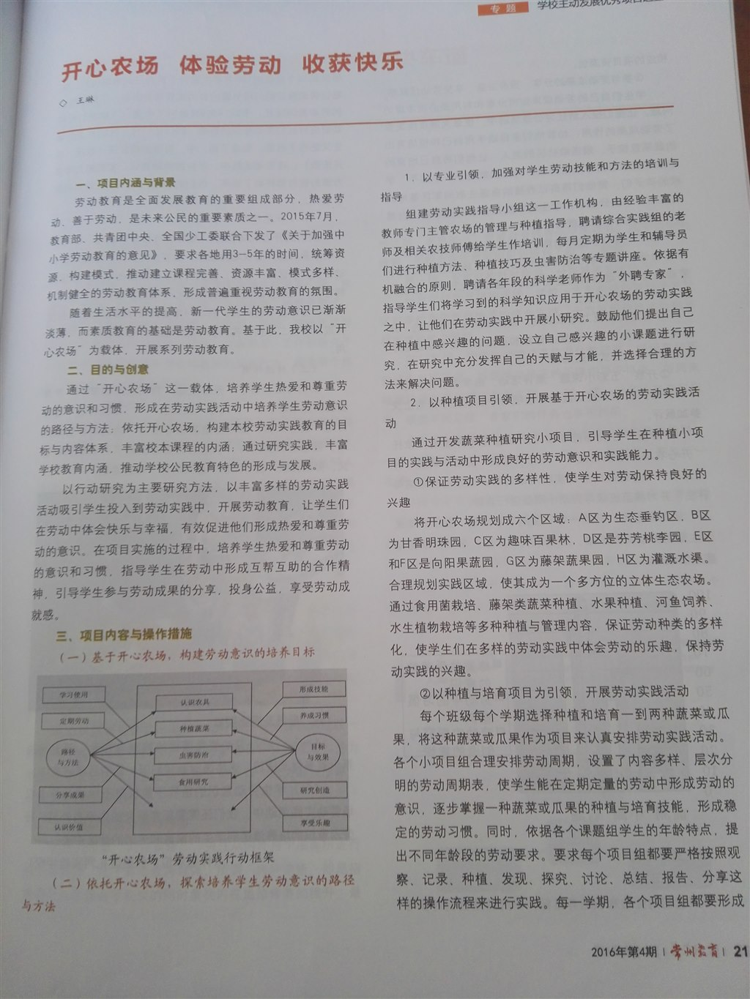 专题
学校主动发展优秀项目
开心农场 体验劳动 收获快乐
◇ 王琳
一、项目内涵与背景
劳动教育是全面发展教育的重要组成部分，热爱劳
动、善于劳动，是未来公民的重要素质之一。2015年7月，
教育部、共青团中央、全国少工委联合下发了《关于加强中
小学劳动教育的意见》，要求各地用3-5年的时间，统筹资
源，构建模式，推动建立课程完善、资源丰富、模式多样、
机制健全的劳动教育体系，形成普遍重视劳动教育的氛围。
随着生活水平的提高，新一代学生的劳动意识已渐渐
淡薄，而素质教育的基础是劳动教育。基于此，我校以“开
心农场”为载体，开展系列劳动教育。
二、目的与创意
通过“开心农场”这一载体，培养学生热爱和尊重劳
动的意识和习惯，形成在劳动实践活动中培养学生劳动意识
的路径与方法；依托开心农场，构建本校劳动实践教育的目
标与内容体系，丰富校本课程的内涵；通过研究实践，丰富
学校教育内涵，推动学校公民教育特色的形成与发展。
以行动研究为主要研究方法，以丰富多样的劳动实践
活动吸引学生投入到劳动实践中，开展劳动教育，让学生们
在劳动中体会快乐与幸福，有效促进他们形成热爱和尊重劳
动的意识。在项目实施的过程中，培养学生热爱和尊重劳动
的意识和习惯，指导学生在劳动中形成互帮互助的合作精
神，引导学生参与劳动成果的分享，投身公益，享受劳动成
就感。
三、项目内容与操作措施
（一）基于开心农场，构建劳动意识的培养目标
学习使用
定期劳动
路径
与方法
分享成果
认识价值
认识农具
种植蔬菜
虫害防治
食用研究
形成技能
养成习惯
目标
与效果
研究创造
享受乐趣
“开心农场”劳动实践行动框架
（二）依托开心农场，探索培养学生劳动意识的路径
与方法
1．以专业引领，加强对学生劳动技能和方法的培训与
指导
组建劳动实践指导小组这一工作机构，由经验丰富的
教师专门主管农场的管理与种植指导，聘请综合实践组的老
师及相关农技师傅给学生作培训，每月定期为学生和辅导员
们进行种植方法、种植技巧及虫害防治等专题讲座。依据有
机融合的原则，聘请各年段的科学老师作为“外聘专家”，
指导学生们将学习到的科学知识应用于开心农场的劳动实践
之中，让他们在劳动实践中开展小研究。鼓励他们提出自己
在种植中感兴趣的问题，设立自己感兴趣的小课题进行研
究，在研究中充分发挥自己的天赋与才能，并选择合理的方
法来解决问题。
2．以种植项目引领，开展基于开心农场的劳动实践活
动
通过开发蔬菜种植研究小项目，引导学生在种植小项
目的实践与活动中形成良好的劳动意识和实践能力。
①保证劳动实践的多样性，使学生对劳动保持良好的
兴趣
将开心农场规划成六个区域：A区为生态垂钓区，B区
为甘香明珠园，C区为趣味百果林，D区是芬芳桃李园，E区
和F区是向阳果蔬园，G区为藤架蔬果园，H区为灌溉水渠。
合理规划实践区域，使其成为一个多方位的立体生态农场。
通过食用菌栽培、藤架类蔬菜种植、水果种植、河鱼饲养、
水生植物栽培等多种种植与管理内容，保证劳动种类的多样
化，使学生们在多样的劳动实践中体会劳动的乐趣，保持劳
动实践的兴趣。
②以种植与培育项目为引领，开展劳动实践活动
每个班级每个学期选择种植和培育一到两种蔬菜或瓜
果，将这种蔬菜或瓜果作为项目来认真安排劳动实践活动。
各个小项目组合理安排劳动周期，设置了内容多样、层次分
明的劳动周期表，使学生能在定期定量的劳动中形成劳动的
意识，逐步掌握一种蔬菜或瓜果的种植与培育技能，形成稳
定的劳动习惯。同时，依据各个课题组学生的年龄特点，提
出不同年龄段的劳动要求。要求每个项目组都要严格按照观
察、记录、种植、发现、探究、讨论、总结、报告、分享这
样的操作流程来进行实践。每一学期，各个项目组都要形成
2016年第4期 | 常州教育 | 21